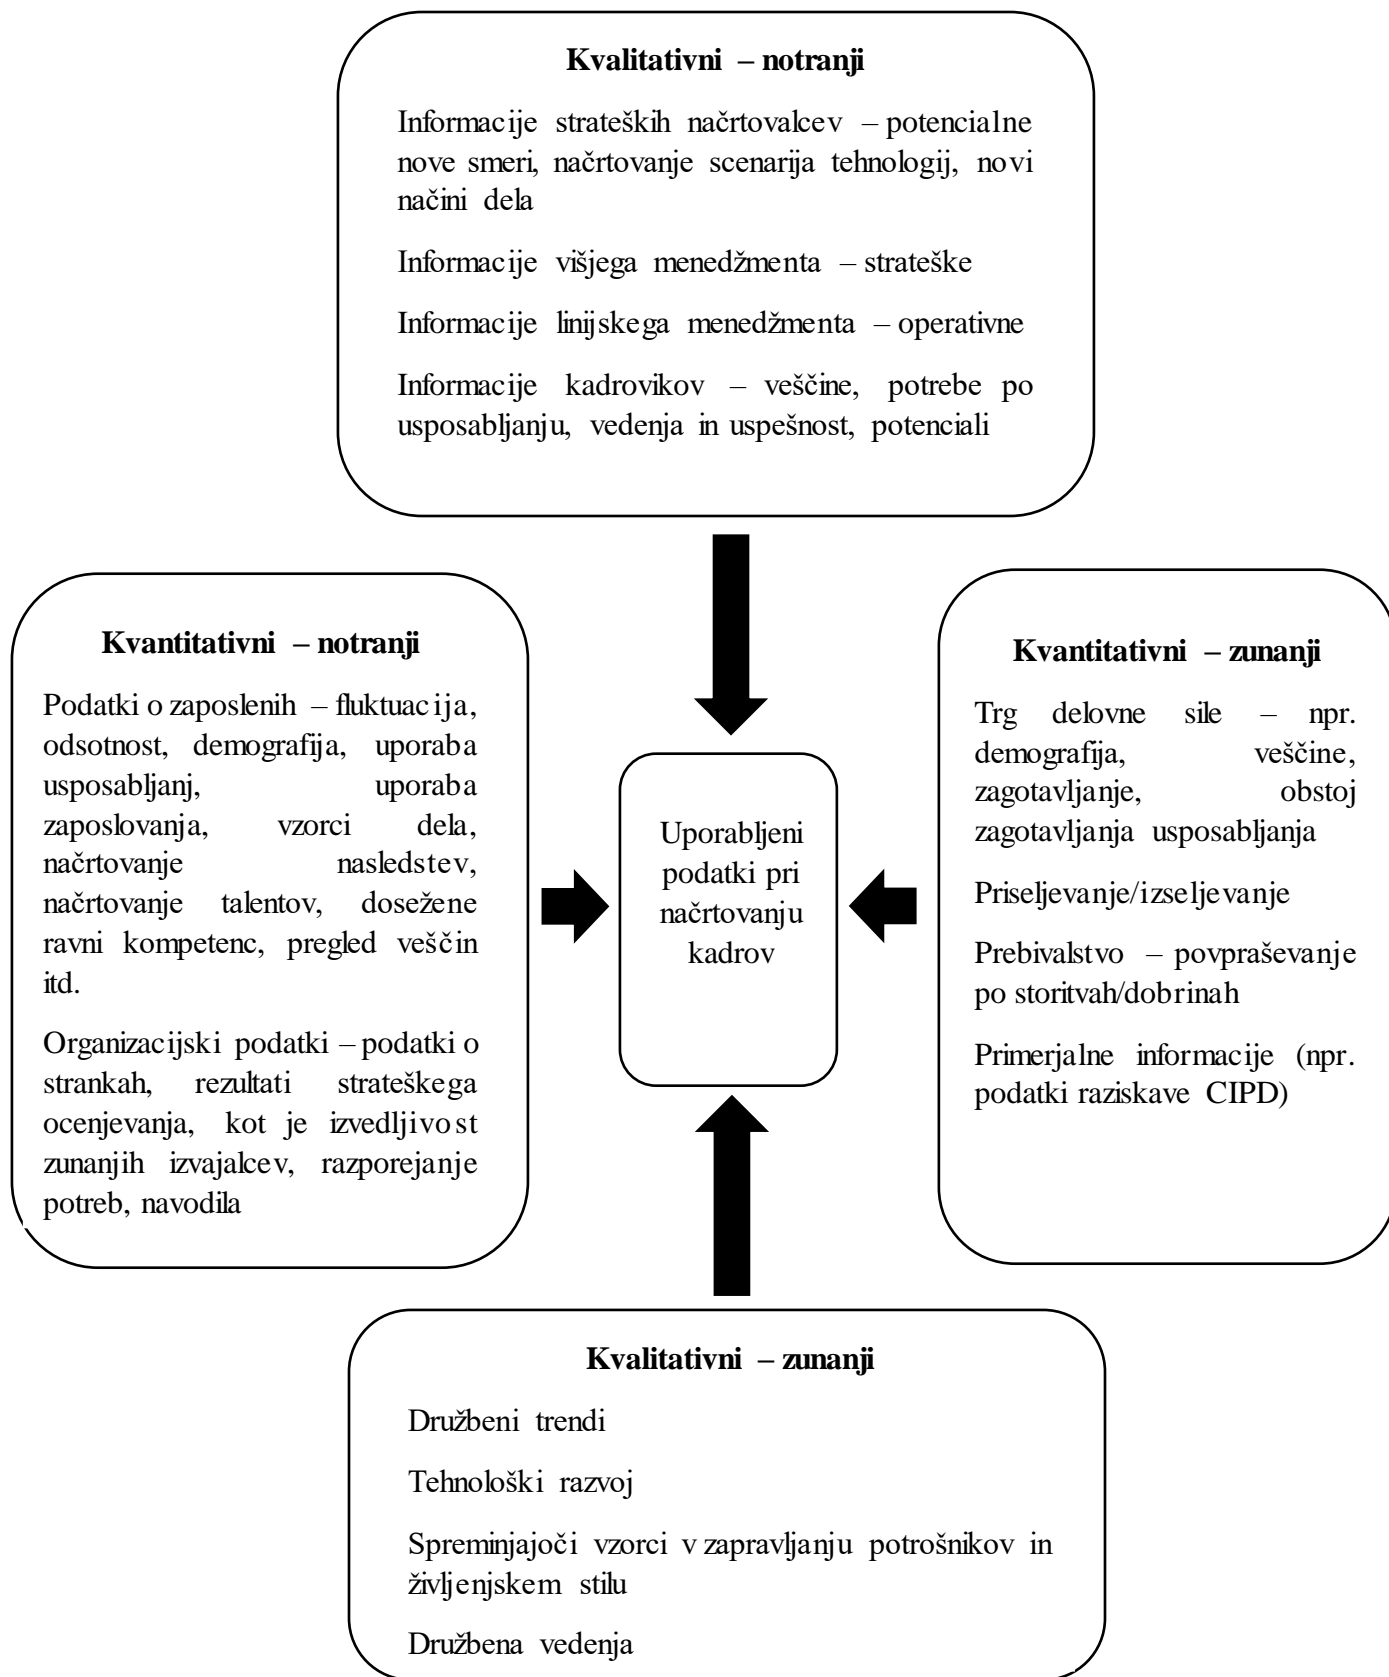 Kvalitativni – notranji
Informacije strateških načrtovalcev – potencialne
nove smeri, načrtovanje scenarija tehnologij, novi
načini dela
Informacije višjega menedžmenta – strateške
Informacije linijskega menedžmenta – operativne
Informacije kadrovikov – veščine, potrebe po
usposabljanju, vedenja in uspešnost, potenciali
Kvantitativni – notranji
Podatki o zaposlenih – fluktuacija,
odsotnost, demografija, uporaba
usposabljanj, uporaba
zaposlovanja, vzorci dela,
načrtovanje nasledstev,
načrtovanje talentov, dosežene
ravni kompetenc, pregled veščin
itd.
Organizacijski podatki – podatki o
strankah, rezultati strateškega
ocenjevanja, kot je izvedljivost
zunanjih izvajalcev, razporejanje
potreb, navodila
Uporabljeni
podatki pri
načrtovanju
kadrov
Kvantitativni – zunanji
Trg delovne sile – npr.
demografija, veščine,
zagotavljanje, obstoj
zagotavljanja usposabljanja
Priseljevanje/izseljevanje
Prebivalstvo – povpraševanje
po storitvah/dobrinah
Primerjalne informacije (npr.
podatki raziskave CIPD)
Kvalitativni – zunanji
Družbeni trendi
Tehnološki razvoj
Spreminjajoči vzorci v zapravljanju potrošnikov in
življenjskem stilu
Družbena vedenja